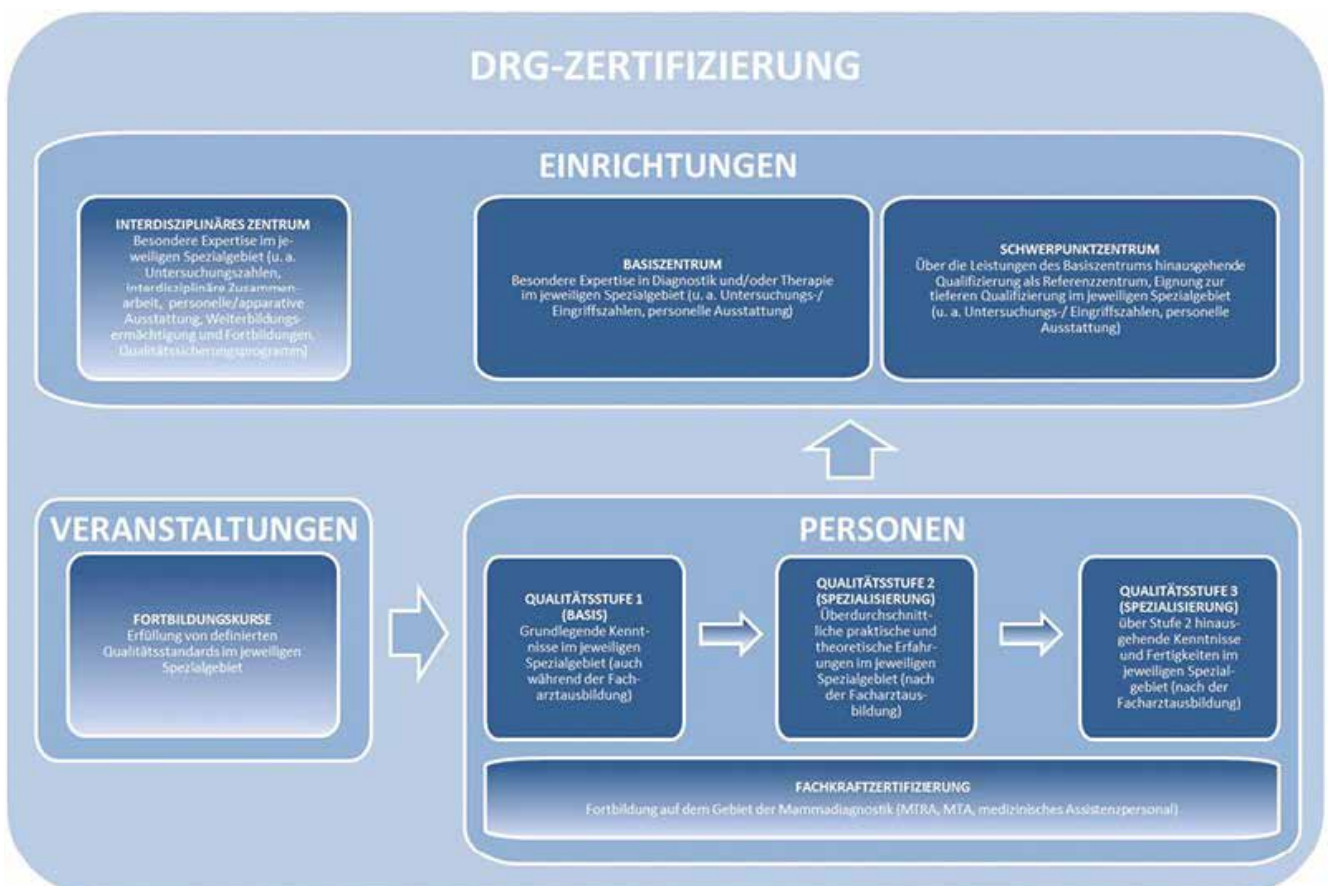 DRG-ZERTIFIZIERUNG
EINRICHTUNGEN
INTERDISZIPLINÄRES ZENTRUM
Besondere Expertise im je-
weiligen Spezialgebiet (u. a.
Untersuchungszahlen,
interdisziplinäre Zusammen-
arbeit, personelle/apparative
Ausstattung, Weiterbildungs-
ermächtigung und Fortbildungen,
Qualitätssicherungsprogramm)
BASISZENTRUM
Besondere Expertise in Diagnostik und/oder Therapie
im jeweiligen Spezialgebiet (u. a. Untersuchungs-/
Eingriffszahlen, personelle Ausstattung)
SCHWERPUNKTZENTRUM
Über die Leistungen des Basiszentrums hinausgehende
Qualifizierung als Referenzzentrum, Eignung zur
tieferen Qualifizierung im jeweiligen Spezialgebiet
(u. a. Untersuchungs-/ Eingriffszahlen, personelle
Ausstattung)
VERANSTALTUNGEN
FORTBILDUNGSKURSE
Erfüllung von definierten
Qualitätsstandards im jeweiligen
Spezialgebiet
PERSONEN
QUALITÄTSSTUFE 1
(BASIS)
Grundlegende Kennt-
nisse im jeweiligen
Spezialgebiet (auch
während der Fach-
arztausbildung)
QUALITÄTSSTUFE 2
(SPEZIALISIERUNG)
Überdurchschnitt-
liche praktische und
theoretische Erfahr-
ungen im jeweiligen
Spezialgebiet (nach
der Facharztaus-
bildung)
QUALITÄTSSTUFE 3
(SPEZIALISIERUNG)
über Stufe 2 hinaus-
gehende Kenntnisse
und Fertigkeiten im
jeweiligen Spezial-
gebiet (nach der
Facharztausbildung)
FACHKRAFTZERTIFIZIERUNG
Fortbildung auf dem Gebiet der Mammadiagnostik (MTRA, MTA, medizinisches Assistenzpersonal)